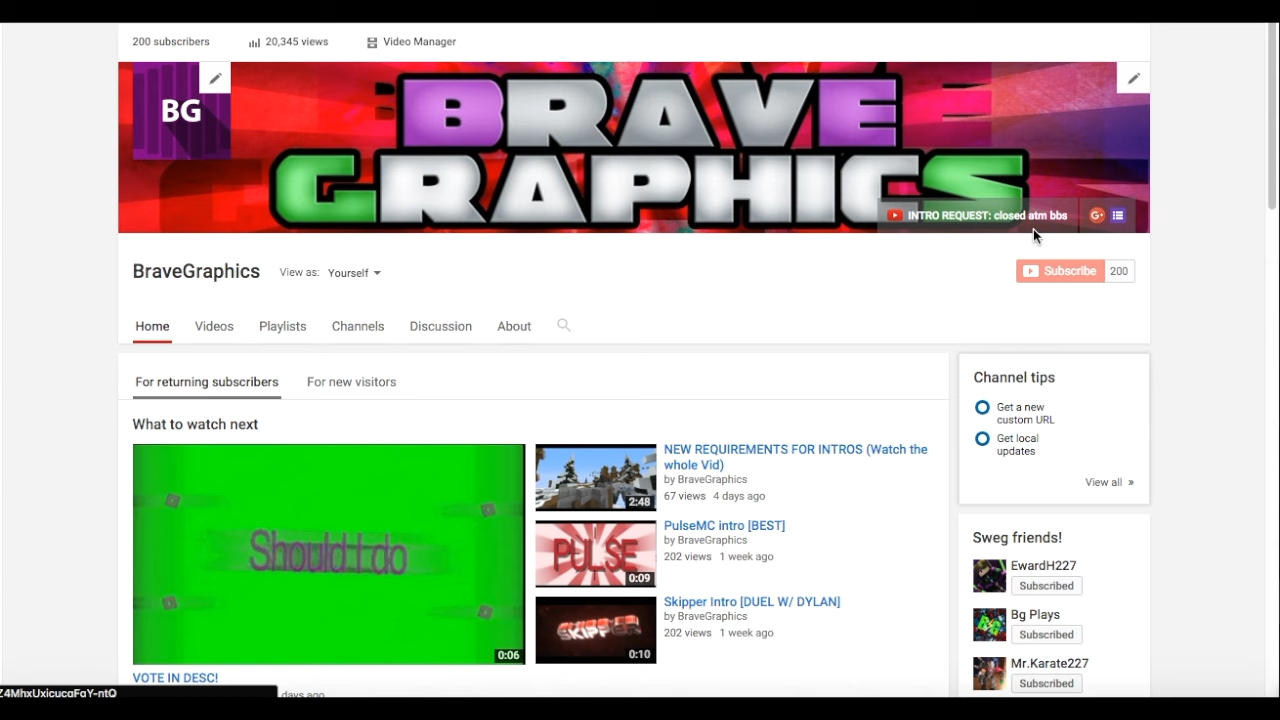 200 subscribers 20,345 views Video Manager
BG
BRAVE
GRAPHICS
INTRO REQUEST: closed atm bbs
BraveGraphics View as: Yourself
Subscribe 200
Home Videos Playlists Channels Discussion About
For returning subscribers For new visitors
What to watch next
Should I do
0:06
VOTE IN DESC!
days ago
2:48
NEW REQUIREMENTS FOR INTROS (Watch the
whole Vid)
by BraveGraphics
67 views 4 days ago
PULSE
0:09
PulseMC intro [BEST]
by BraveGraphics
202 views 1 week ago
SKIPPER
0:10
Skipper Intro [DUEL W/ DYLAN]
by BraveGraphics
202 views 1 week ago
Channel tips
Get a new
custom URL
Get local
updates
View all »
Sweg friends!
EwardH227
Subscribed
Bg Plays
Subscribed
Mr.Karate227
Subscribed
Z4MhxUxicucaFaY-ntQ